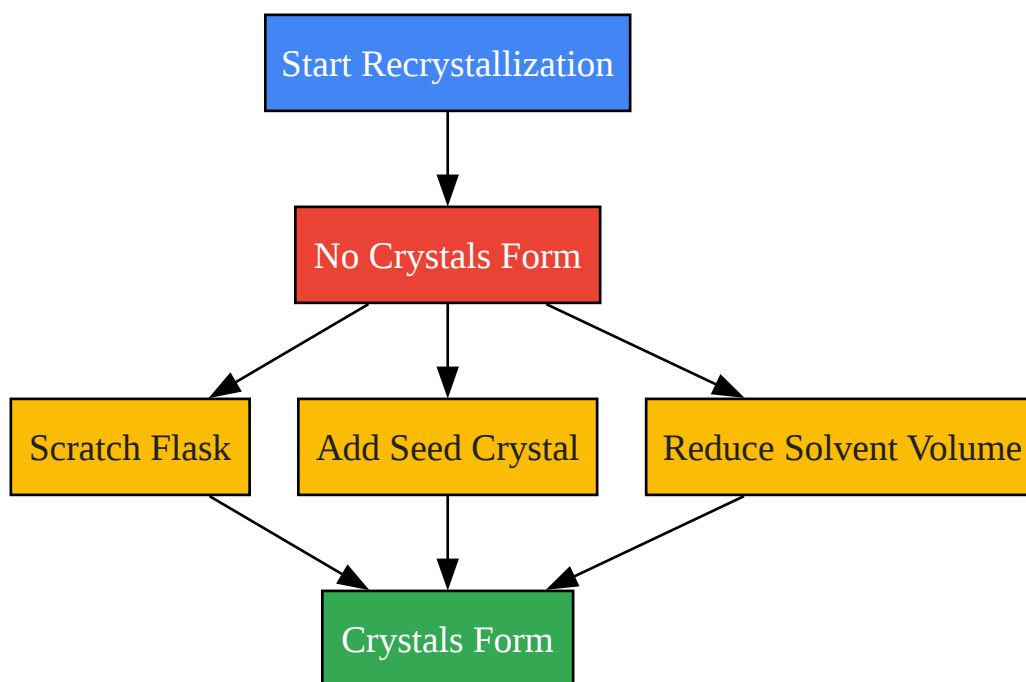 Start Recrystallization
No Crystals Form
Scratch Flask
Add Seed Crystal
Reduce Solvent Volume
Crystals Form